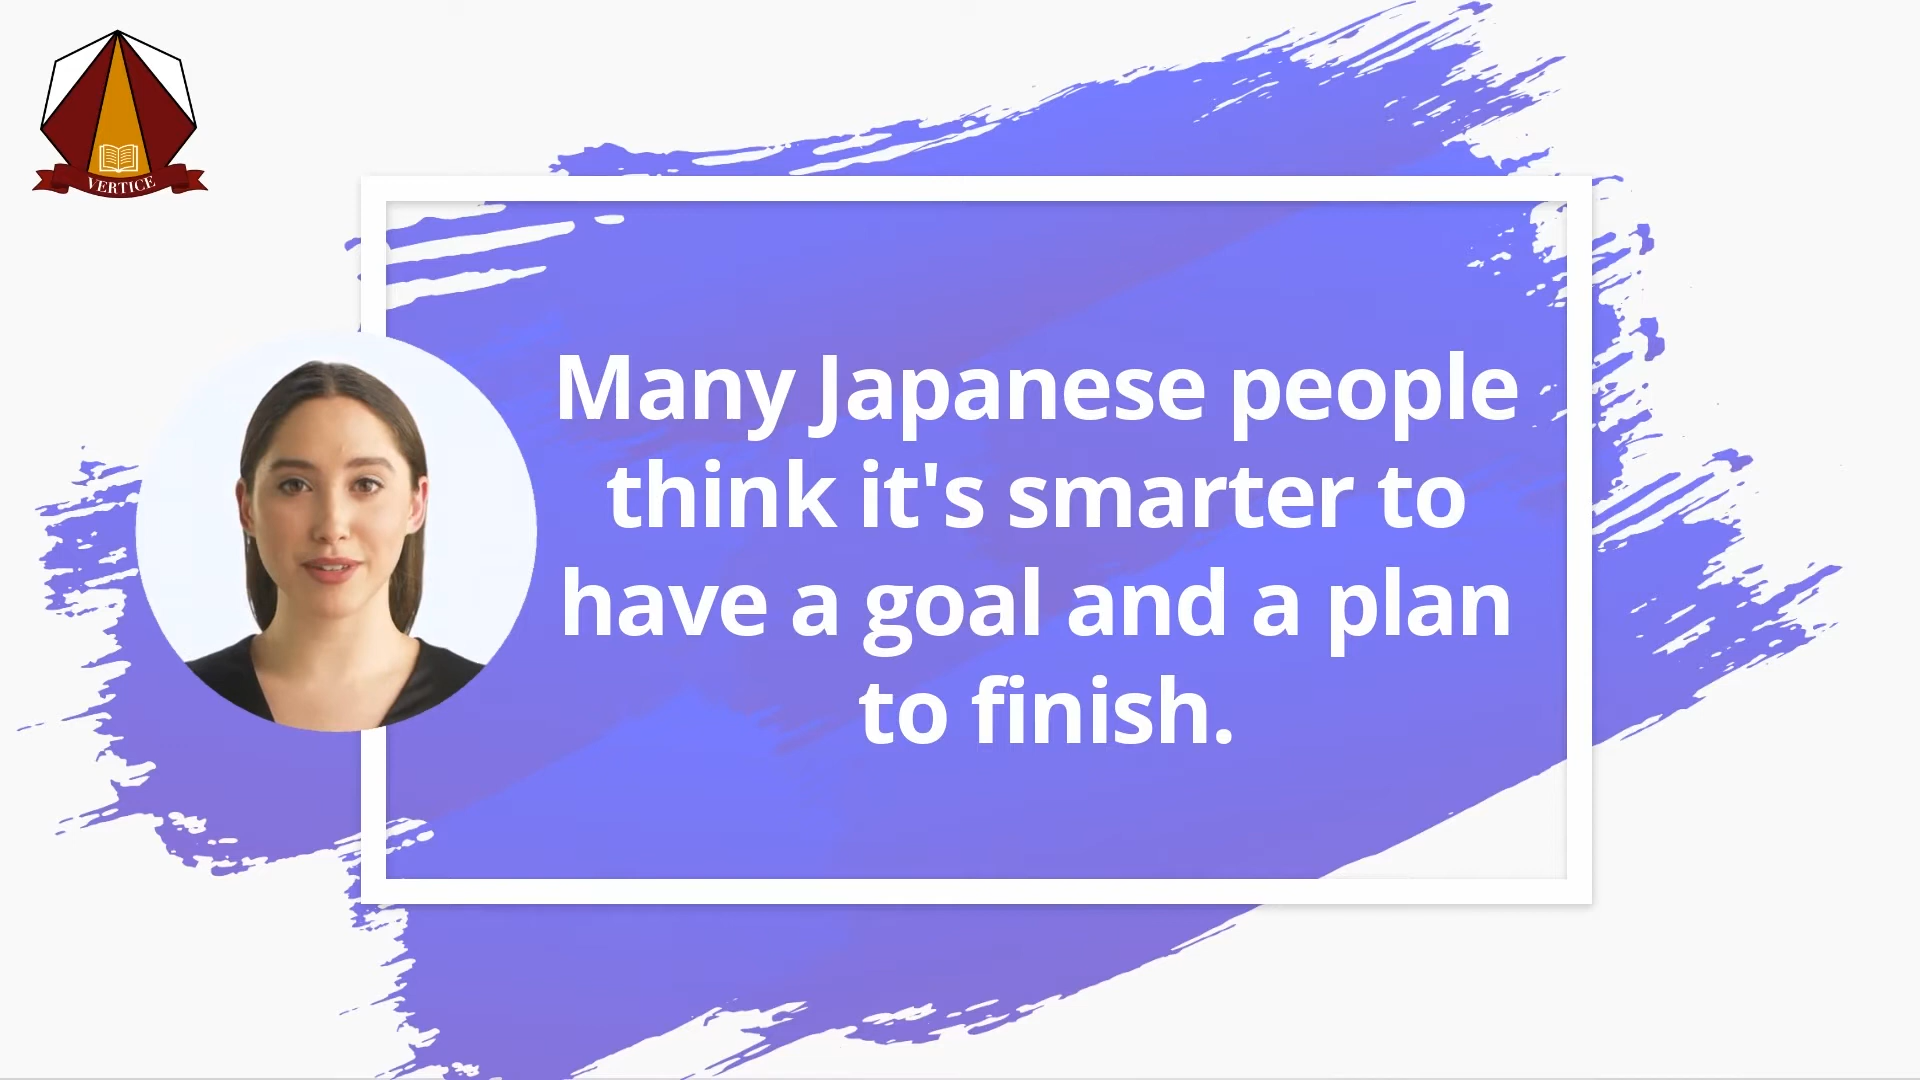 VERTICE
Many Japanese people
think it's smarter to
have a goal and a plan
to finish.